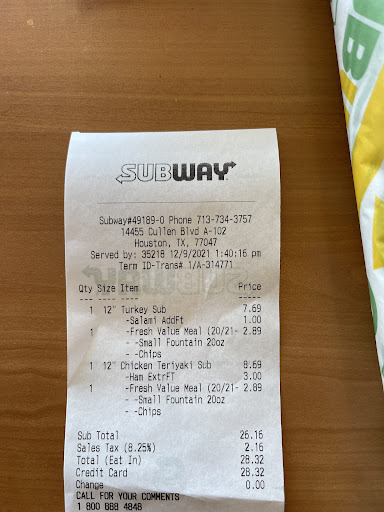 SUBWAY
Subway#49189-0 Phone 713-734-3757
14455 Cullen Blvd A-102
Houston, TX, 77047
Served by: 35218 12/9/2021 1:40:16 pm
Term ID-Trans# 1/A-314771
Qty Size Item Price
1 12" Turkey Sub 7.69
-Salami AddFt 1.00
1 -Fresh Value Meal (20/21- 2.89
- -Small Fountain 20oz
- -Chips
1 12" Chicken Teriyaki Sub 8.69
-Ham ExtrFT 3.00
1 -Fresh Value Meal (20/21- 2.89
- -Small Fountain 20oz
- -Chips
Sub Total 26.16
Sales Tax (8.25%) 2.16
Total (Eat In) 28.32
Credit Card 28.32
Change 0.00
CALL FOR YOUR COMMENTS
1 800 888 4848